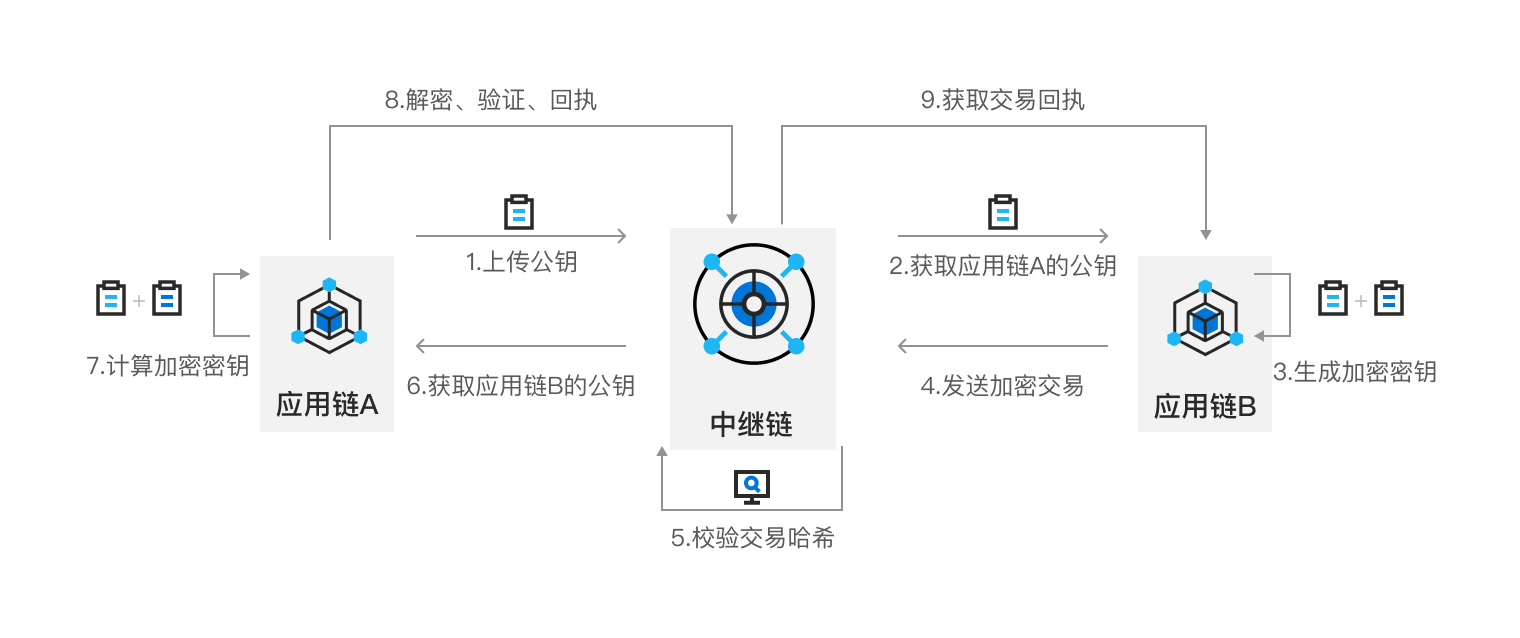 8.解密、验证、回执
9.获取交易回执
1.上传公钥
2.获取应用链A的公钥
7.计算加密密钥
6.获取应用链B的公钥
4.发送加密交易
3.生成加密密钥
应用链A
中继链
应用链B
5.校验交易哈希